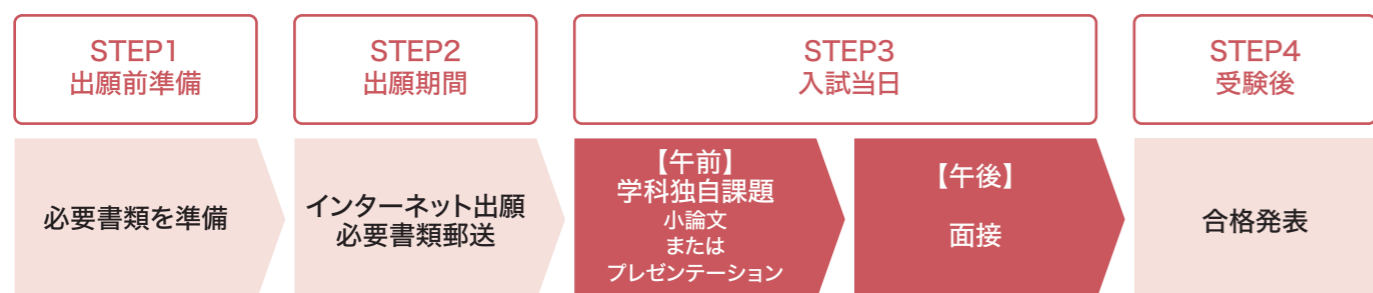 STEP1
出願前準備
STEP2
出願期間
STEP3
入試当日
STEP4
受験後
必要書類を準備
インターネット出願
必要書類郵送
【午前】
学科独自課題
小論文
または
プレゼンテーション
【午後】
面接
合格発表